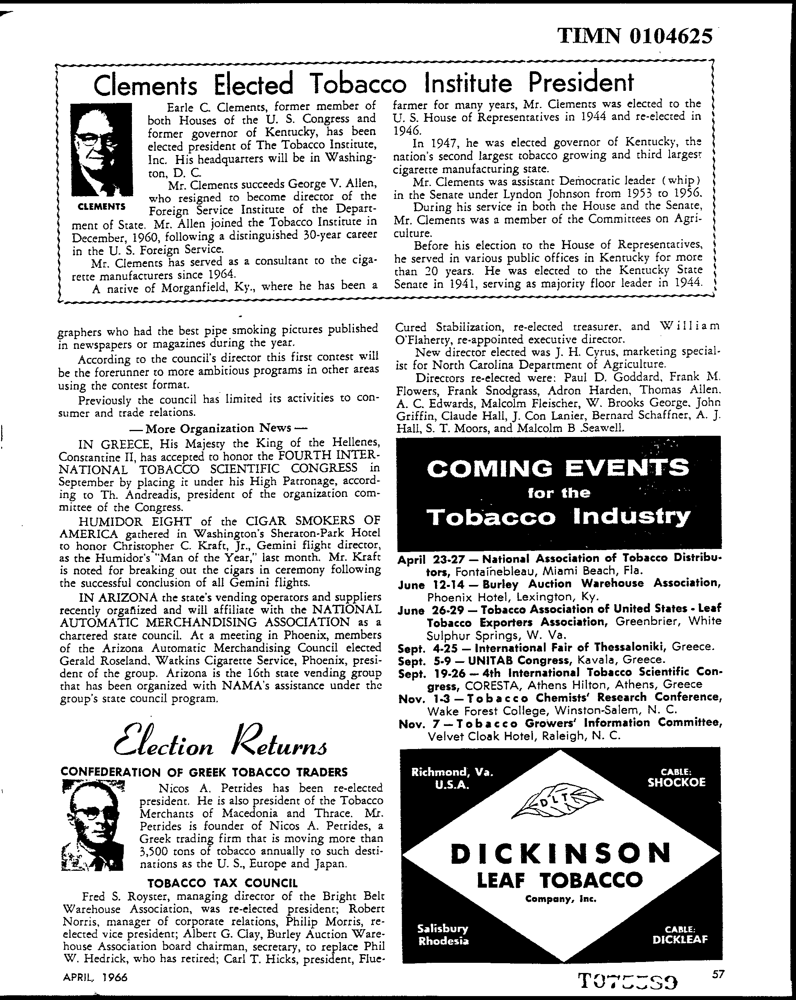 TIMN 0104625
Clements Elected Tobacco Institute President
CLEMENTS
Earle C. Clements, former member of
both Houses of the U. S. Congress and
former governor of Kentucky, has been
elected president of The Tobacco Institute,
Inc. His headquarters will be in Washing-
ton, D. C.
Mr. Clements succeeds George V. Allen,
who resigned to become director of the
Foreign Service Institute of the Depart-
ment of State. Mr. Allen joined the Tobacco Institute in
December, 1960, following a distinguished 30-year career
in the U. S. Foreign Service.
Mr. Clements has served as a consultant to the ciga-
rette manufacturers since 1964.
A native of Morganfield, Ky., where he has been a
farmer for many years, Mr. Clements was elected to the
U. S. House of Representatives in 1944 and re-elected in
1946.
In 1947, he was elected governor of Kentucky, the
nation's second largest tobacco growing and third largest
cigarette manufacturing state.
Mr. Clements was assistant Democratic leader (whip)
in the Senate under Lyndon Johnson from 1953 to 1956.
During his service in both the House and the Senate,
Mr. Clements was a member of the Committees on Agri-
culture.
Before his election to the House of Representatives,
he served in various public offices in Kentucky for more
than 20 years. He was elected to the Kentucky State
Senate in 1941, serving as majority floor leader in 1944.
graphers who had the best pipe smoking pictures published
in newspapers or magazines during the year.
According to the council's director this first contest will
be the forerunner to more ambitious programs in other areas
using the contest format.
Previously the council has limited its activities to con-
sumer and trade relations.
— More Organization News —
IN GREECE, His Majesty the King of the Hellenes,
Constantine II, has accepted to honor the FOURTH INTER-
NATIONAL TOBACCO SCIENTIFIC CONGRESS in
September by placing it under his High Patronage, accord-
ing to Th. Andreadis, president of the organization com-
mittee of the Congress.
HUMIDOR EIGHT of the CIGAR SMOKERS OF
AMERICA gathered in Washington's Sheraton-Park Hotel
to honor Christopher C. Kraft, Jr., Gemini flight director,
as the Humidor's "Man of the Year," last month. Mr. Kraft
is noted for breaking out the cigars in ceremony following
the successful conclusion of all Gemini flights.
IN ARIZONA the state's vending operators and suppliers
recently organized and will affiliate with the NATIONAL
AUTOMATIC MERCHANDISING ASSOCIATION as a
chartered state council. At a meeting in Phoenix, members
of the Arizona Automatic Merchandising Council elected
Gerald Roseland, Watkins Cigarette Service, Phoenix, presi-
dent of the group. Arizona is the 16th state vending group
that has been organized with NAMA's assistance under the
group's state council program.
Election Returns
CONFEDERATION OF GREEK TOBACCO TRADERS
Nicos A. Petrides has been re-elected
president. He is also president of the Tobacco
Merchants of Macedonia and Thrace. Mr.
Petrides is founder of Nicos A. Petrides, a
Greek trading firm that is moving more than
3,500 tons of tobacco annually to such desti-
nations as the U. S., Europe and Japan.
TOBACCO TAX COUNCIL
Fred S. Royster, managing director of the Bright Belt
Warehouse Association, was re-elected president; Robert
Norris, manager of corporate relations, Philip Morris, re-
elected vice president; Albert G. Clay, Burley Auction Ware-
house Association board chairman, secretary, to replace Phil
W. Hedrick, who has retired; Carl T. Hicks, president, Flue-
Cured Stabilization, re-elected treasurer, and William
O'Flaherty, re-appointed executive director.
New director elected was J. H. Cyrus, marketing special-
ist for North Carolina Department of Agriculture.
Directors re-elected were: Paul D. Goddard, Frank M.
Flowers, Frank Snodgrass, Adron Harden, Thomas Allen,
A. C. Edwards, Malcolm Fleischer, W. Brooks George, John
Griffin, Claude Hall, J. Con Lanier, Bernard Schaffner, A. J.
Hall, S. T. Moors, and Malcolm B .Seawell.
COMING EVENTS
for the
Tobacco Industry
April 23-27 — National Association of Tobacco Distribu-
tors, Fontainebleau, Miami Beach, Fla.
June 12-14 — Burley Auction Warehouse Association,
Phoenix Hotel, Lexington, Ky.
June 26-29 — Tobacco Association of United States - Leaf
Tobacco Exporters Association, Greenbrier, White
Sulphur Springs, W. Va.
Sept. 4-25 — International Fair of Thessaloniki, Greece.
Sept. 5-9 — UNITAB Congress, Kavala, Greece.
Sept. 19-26 — 4th International Tobacco Scientific Con-
gress, CORESTA, Athens Hilton, Athens, Greece
Nov. 1-3 — Tobacco Chemists' Research Conference,
Wake Forest College, Winston-Salem, N. C.
Nov. 7 — Tobacco Growers' Information Committee,
Velvet Cloak Hotel, Raleigh, N. C.
Richmond, Va.
U.S.A.
CABLE:
SHOCKOE
DLT
DICKINSON
LEAF TOBACCO
Company, Inc.
Salisbury
Rhodesia
CABLE:
DICKLEAF
APRIL, 1966
57